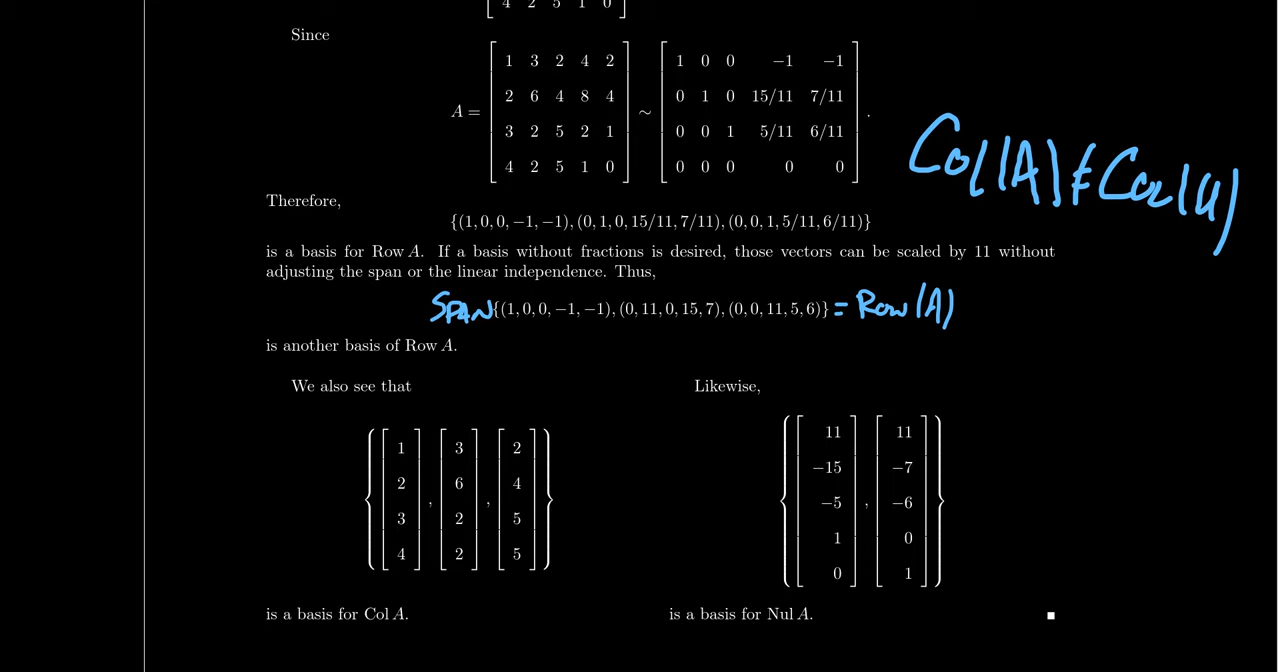 4 2 5 1 0
Since
A = [ 1 3 2 4 2 ] ∼ [ 1 0 0 −1 −1 ] .
2 6 4 8 4 0 1 0 15/11 7/11
3 2 5 2 1 0 0 1 5/11 6/11
4 2 5 1 0 0 0 0 0 0
Col(A) ≠ Col(U)
Therefore,
{(1, 0, 0, −1, −1), (0, 1, 0, 15/11, 7/11), (0, 0, 1, 5/11, 6/11)}
is a basis for Row A. If a basis without fractions is desired, those vectors can be scaled by 11 without
adjusting the span or the linear independence. Thus,
SPAN{(1, 0, 0, −1, −1), (0, 11, 0, 15, 7), (0, 0, 11, 5, 6)} = Row(A)
is another basis of Row A.
We also see that
{ [ 1 ] , [ 3 ] , [ 2 ] }
2 6 4
3 2 5
4 2 5
is a basis for Col A.
Likewise,
{ [ 11 ] , [ 11 ] }
−15 −7
−5 −6
1 0
0 1
is a basis for Nul A. ■